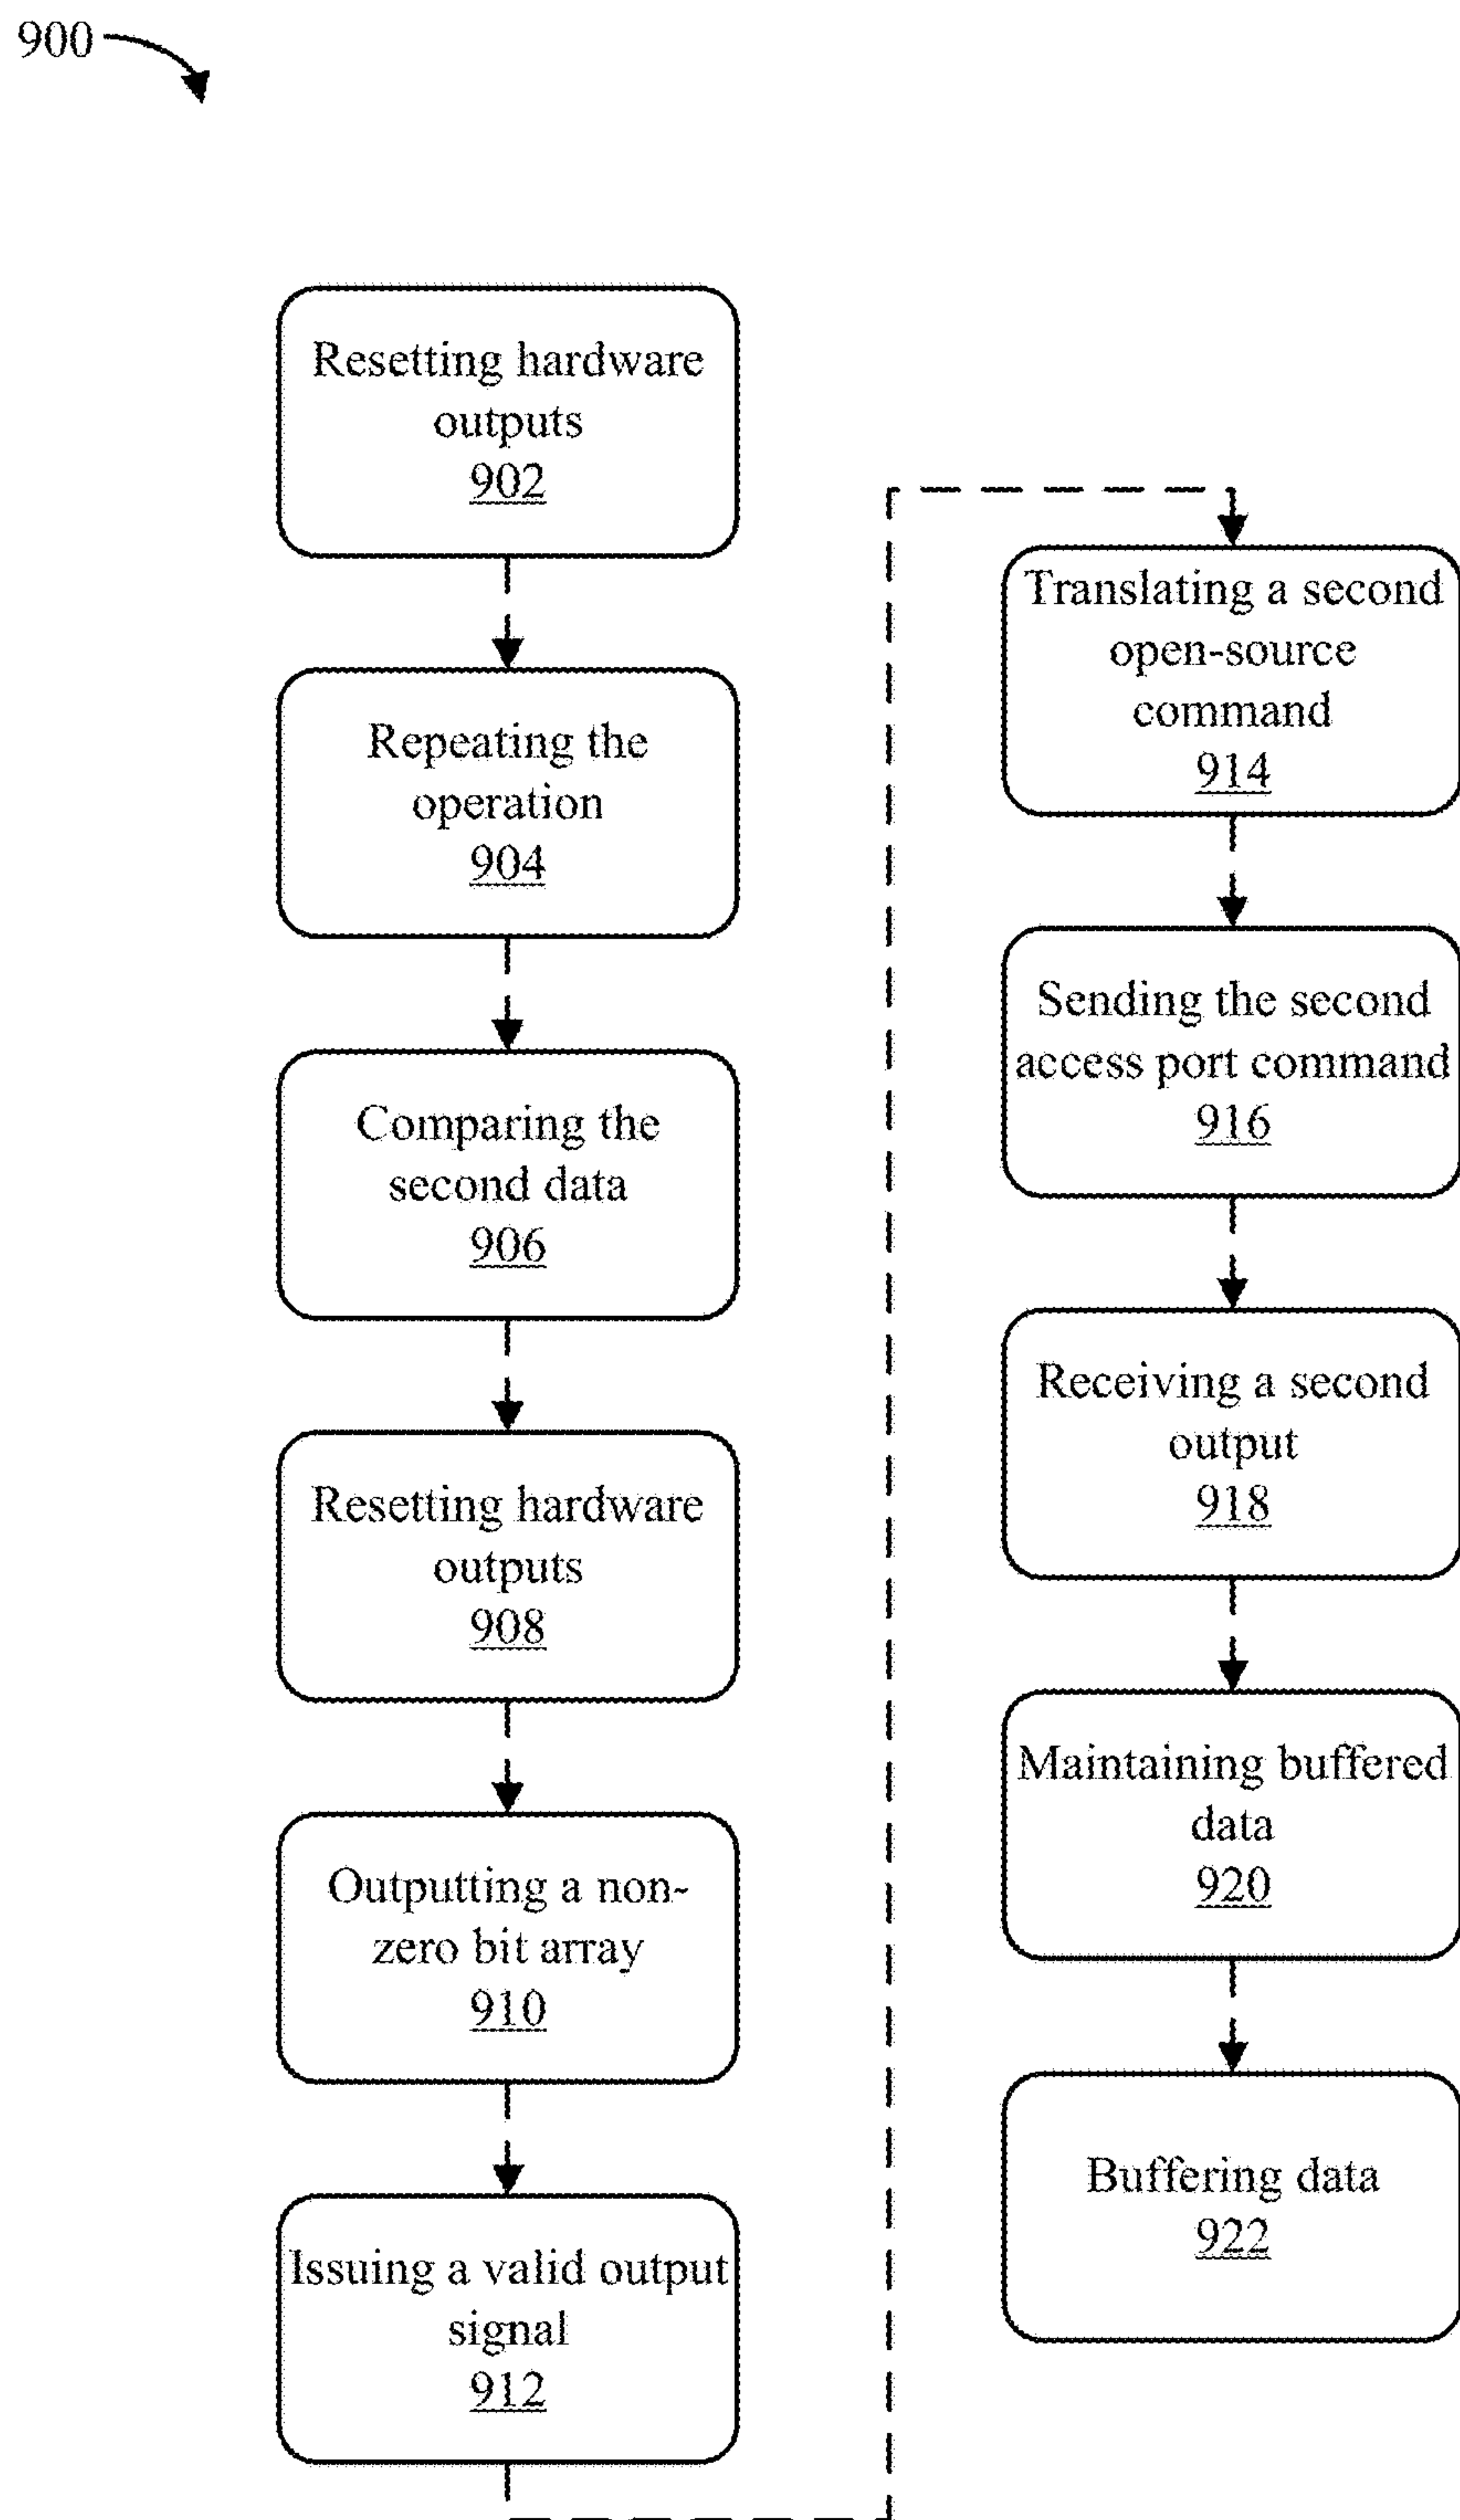 900
Resetting hardware
outputs
902
Repeating the
operation
904
Comparing the
second data
906
Resetting hardware
outputs
908
Outputting a non-
zero bit array
910
Issuing a valid output
signal
912
Translating a second
open-source
command
914
Sending the second
access port command
916
Receiving a second
output
918
Maintaining buffered
data
920
Buffering data
922